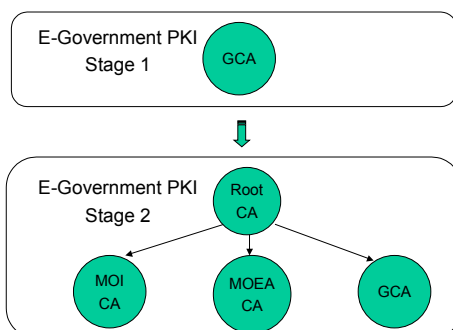 E-Government PKI
Stage 1
GCA
E-Government PKI
Stage 2
Root
CA
MOI
CA
MOEA
CA
GCA